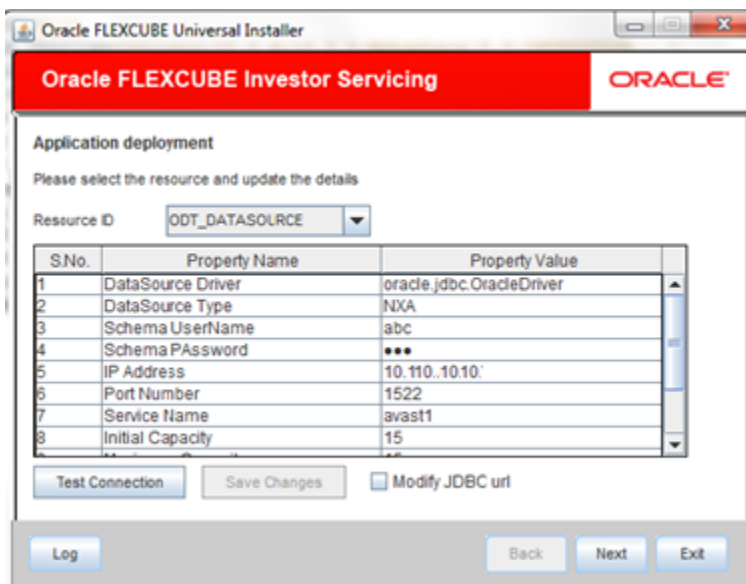 Oracle FLEXCUBE Universal Installer
Oracle FLEXCUBE Investor Servicing
ORACLE
Application deployment
Please select the resource and update the details
Resource ID ODT_DATASOURCE
S.No. Property Name Property Value
1 DataSource Driver oracle.jdbc.OracleDriver
2 DataSource Type NXA
3 Schema UserName abc
4 Schema PAssword ●●●
5 IP Address 10.110..10.10.
6 Port Number 1522
7 Service Name avast1
8 Initial Capacity 15
Test Connection Save Changes Modify JDBC url
Log Back Next Exit